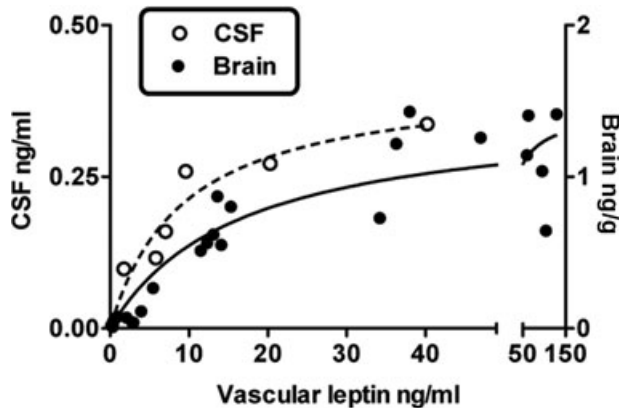 0.50
0.25
0.00
CSF ng/ml
CSF
Brain
2
1
0
Brain ng/g
0 10 20 30 40 50 150
Vascular leptin ng/ml